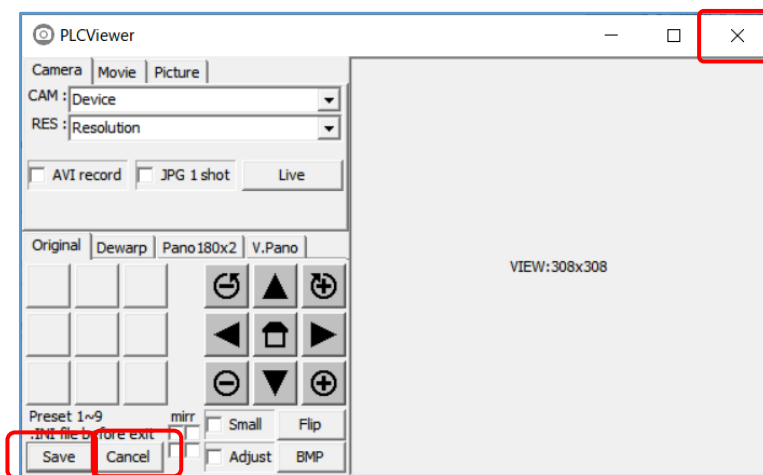 PLCViewer
Camera Movie Picture
CAM : Device
RES : Resolution
AVI record JPG 1 shot Live
Original Dewarp Pano180x2 V.Pano
VIEW:308x308
Preset 1~9 mirr Small Flip
.INI file before exit
Save Cancel Adjust BMP